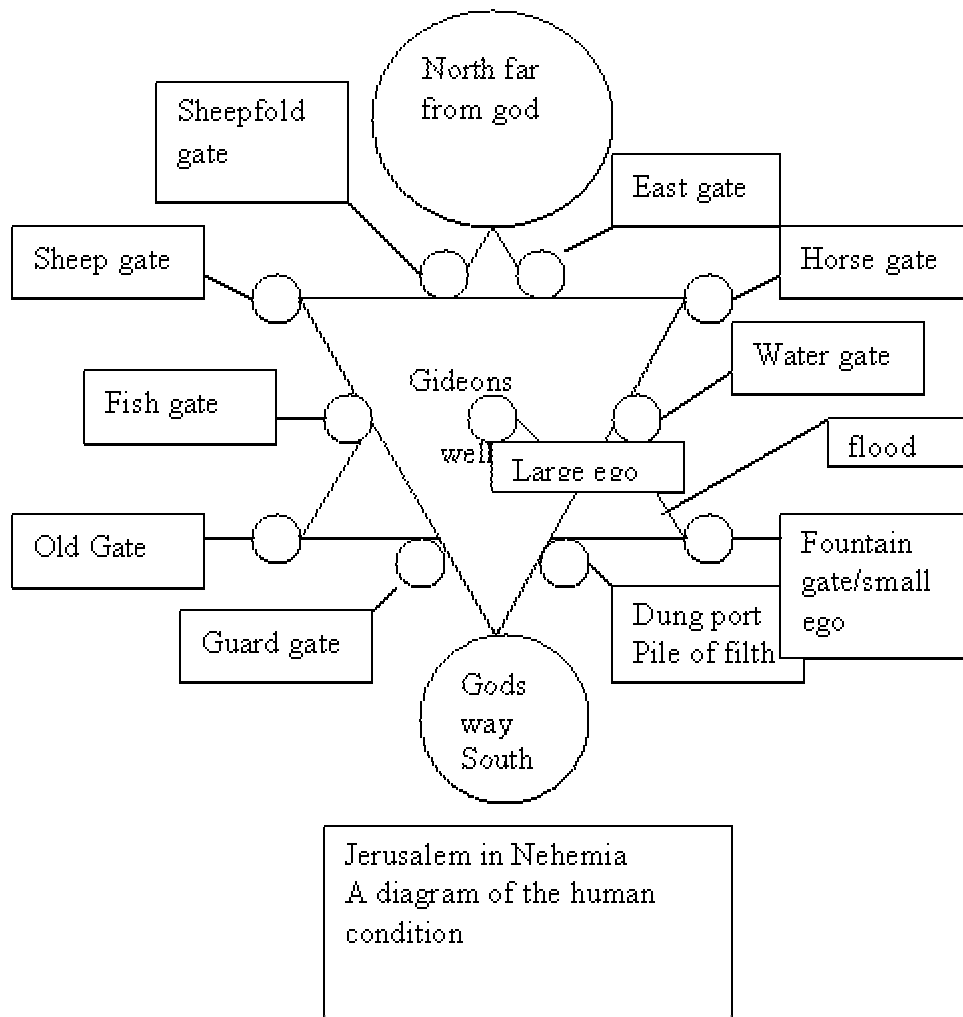 North far
from god
Sheepfold
gate
East gate
Sheep gate
Horse gate
Water gate
Gideons
well
Fish gate
Large ego
flood
Old Gate
Fountain
gate/small
ego
Guard gate
Dung port
Pile of filth
Gods
way
South
Jerusalem in Nehemia
A diagram of the human
condition